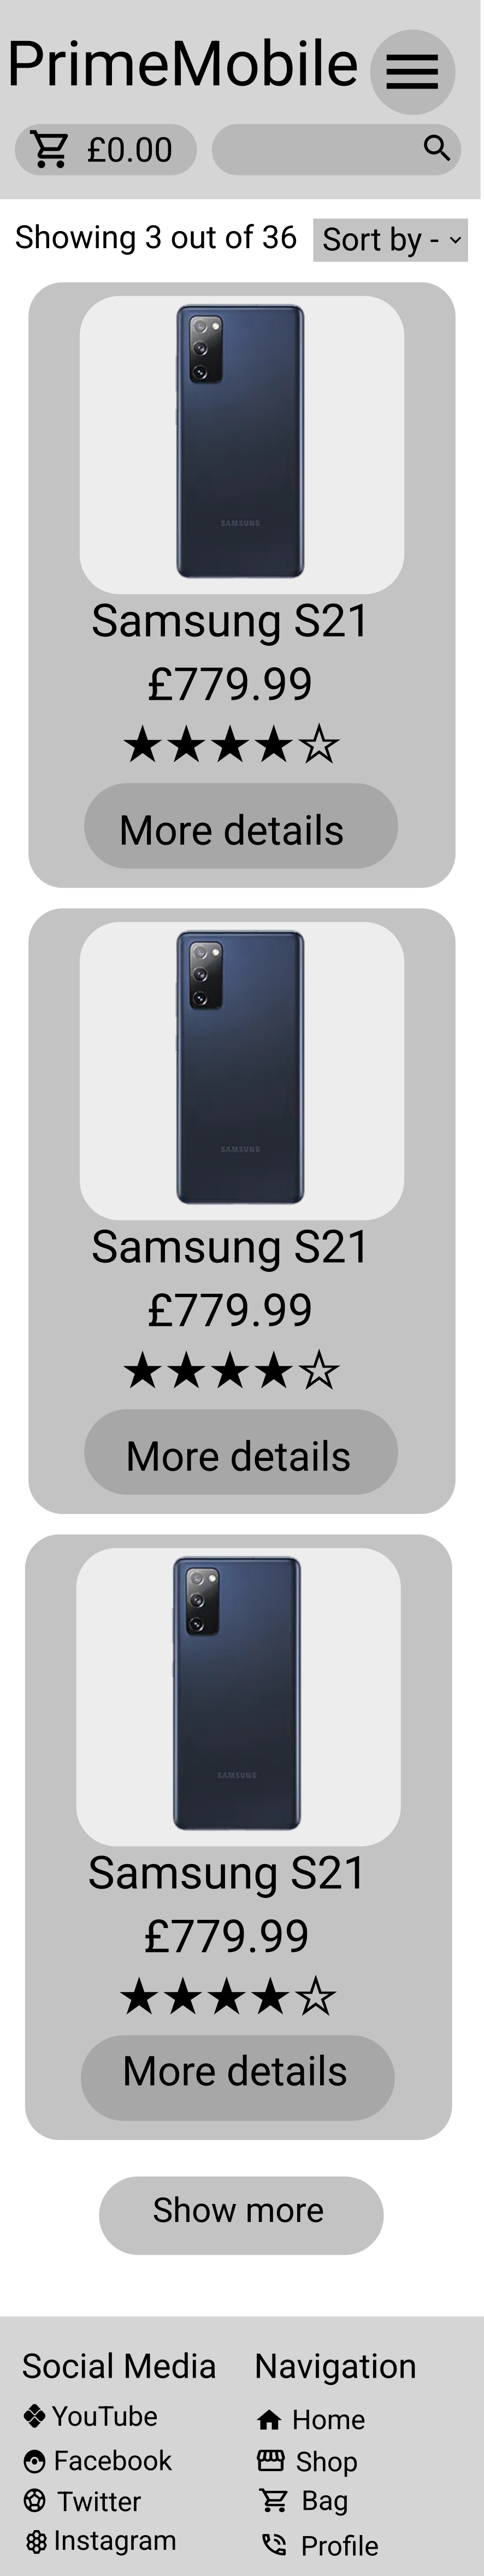 PrimeMobile
£0.00
Showing 3 out of 36 Sort by -
SAMSUNG
Samsung S21
£779.99
More details
SAMSUNG
Samsung S21
£779.99
More details
SAMSUNG
Samsung S21
£779.99
More details
Show more
Social Media
YouTube
Facebook
Twitter
Instagram
Navigation
Home
Shop
Bag
Profile